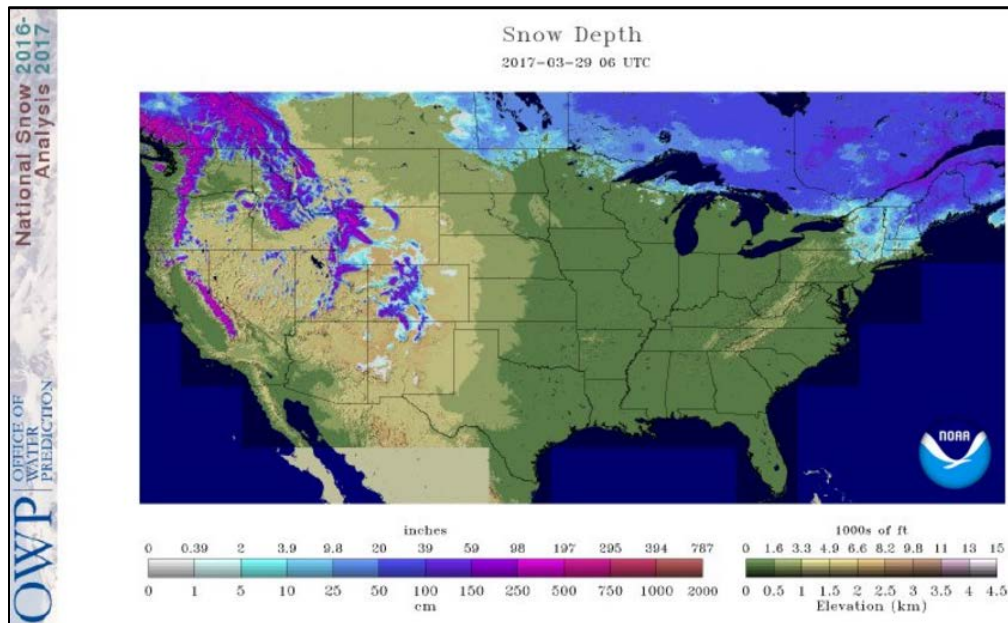 National Snow 2016-
Analysis 2017
OWP
OFFICE OF
WATER
PREDICTION
Snow Depth
2017-03-29 06 UTC
NOAA
inches
0 0.39 2 3.9 9.8 20 39 59 98 197 295 394 787
0 1 5 10 25 50 100 150 250 500 750 1000 2000
cm
1000s of ft
0 1.6 3.3 4.9 6.6 8.2 9.8 11 13 15
0 0.5 1 1.5 2 2.5 3 3.5 4 4.5
Elevation (km)